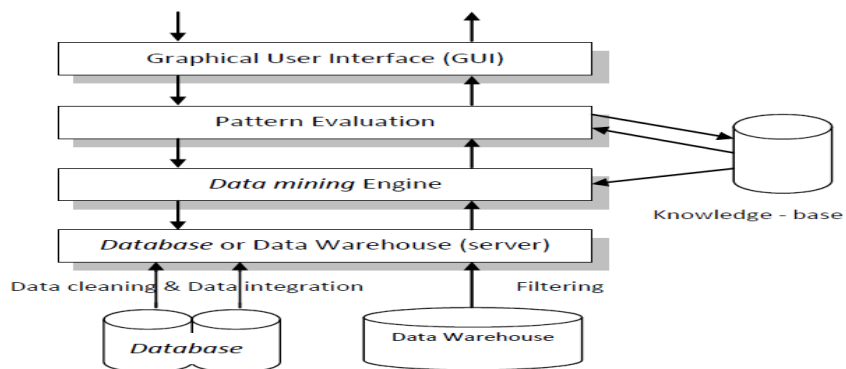 Graphical User Interface (GUI)
Pattern Evaluation
Data mining Engine
Knowledge - base
Database or Data Warehouse (server)
Data cleaning & Data integration
Filtering
Database
Data Warehouse